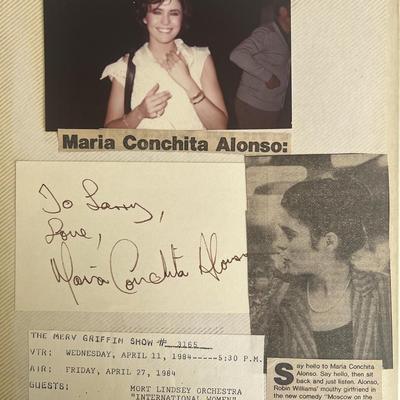 Maria Conchita Alonso:
To Larry,
Love,
María Conchita Alonso
THE MERV GRIFFIN SHOW # 3165
VTR: WEDNESDAY, APRIL 11, 1984-----5:30 P.M.
AIR: FRIDAY, APRIL 27, 1984
GUESTS: MORT LINDSEY ORCHESTRA
"INTERNATIONAL WOMEN"
Say hello to Maria Conchita
Alonso. Say hello, then sit
back and just listen. Alonso,
Robin Williams' mouthy girlfriend in
the new comedy "Moscow on the